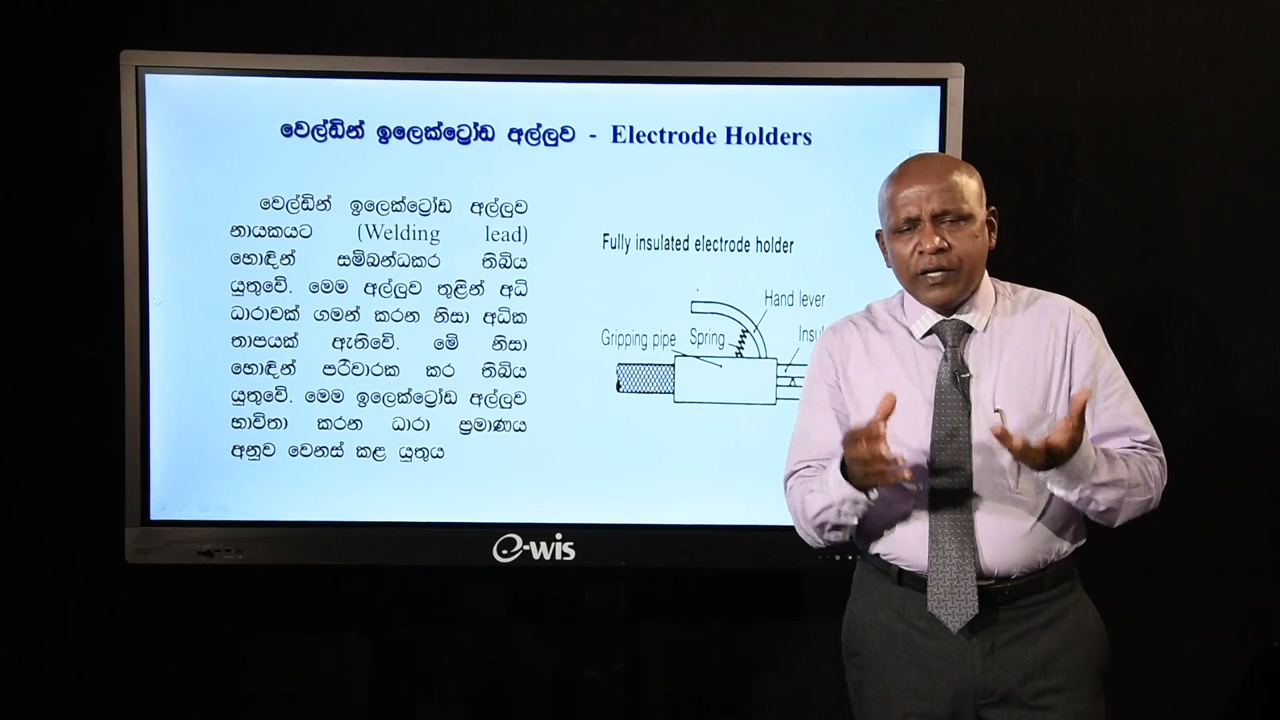 වෙල්ඩින් ඉලෙක්ට්‍රෝඩ අල්ලුව - Electrode Holders
වෙල්ඩින් ඉලෙක්ට්‍රෝඩ අල්ලුව
නායකයට (Welding lead)
හොඳින් සම්බන්ධකර තිබිය
යුතුවේ. මෙම අල්ලුව තුළින් අධි
ධාරාවක් ගමන් කරන නිසා අධික
තාපයක් ඇතිවේ. මේ නිසා
හොඳින් පරිවාරක කර තිබිය
යුතුවේ. මෙම ඉලෙක්ට්‍රෝඩ අල්ලුව
භාවිතා කරන ධාරා ප්‍රමාණය
අනුව වෙනස් කළ යුතුය
Fully insulated electrode holder
Hand lever
Gripping pipe Spring
e-wis